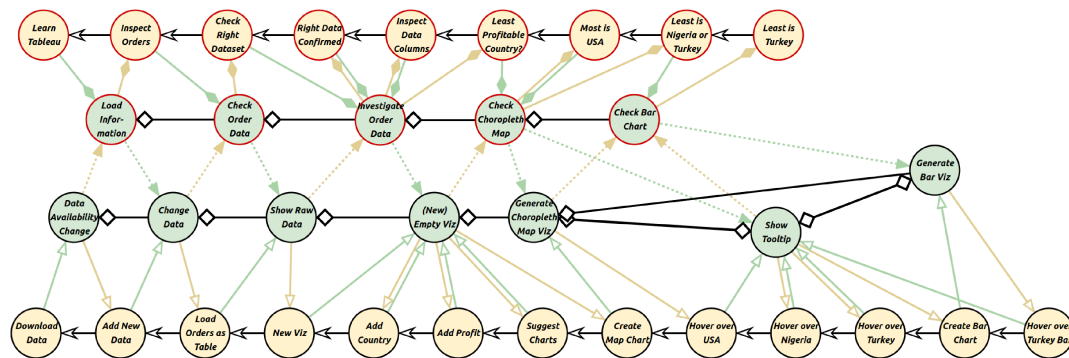 Learn
Tableau
Inspect
Orders
Check
Right
Dataset
Right Data
Confirmed
Inspect
Data
Columns
Least
Profitable
Country?
Most is
USA
Least is
Nigeria or
Turkey
Least is
Turkey
Load
Infor-
mation
Check
Order
Data
Investigate
Order
Data
Check
Choropleth
Map
Check Bar
Chart
Generate
Bar Viz
Data
Availability
Change
Change
Data
Show Raw
Data
(New)
Empty Viz
Generate
Choropleth
Map Viz
Show
Tooltip
Download
Data
Add New
Data
Load
Orders as
Table
New Viz
Add
Country
Add Profit
Suggest
Charts
Create
Map Chart
Hover over
USA
Hover over
Nigeria
Hover over
Turkey
Create Bar
Chart
Hover over
Turkey Bar